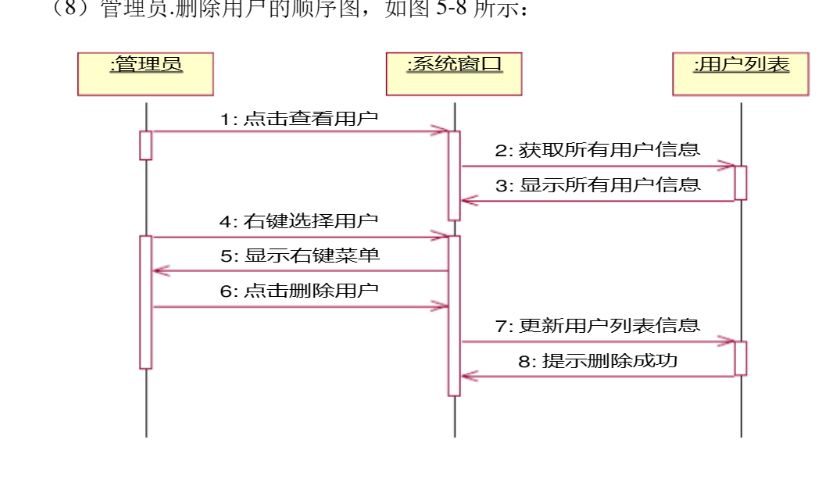 （8）管理员.删除用户的顺序图，如图 5-8 所示：
:管理员 :系统窗口 :用户列表
1: 点击查看用户
2: 获取所有用户信息
3: 显示所有用户信息
4: 右键选择用户
5: 显示右键菜单
6: 点击删除用户
7: 更新用户列表信息
8: 提示删除成功